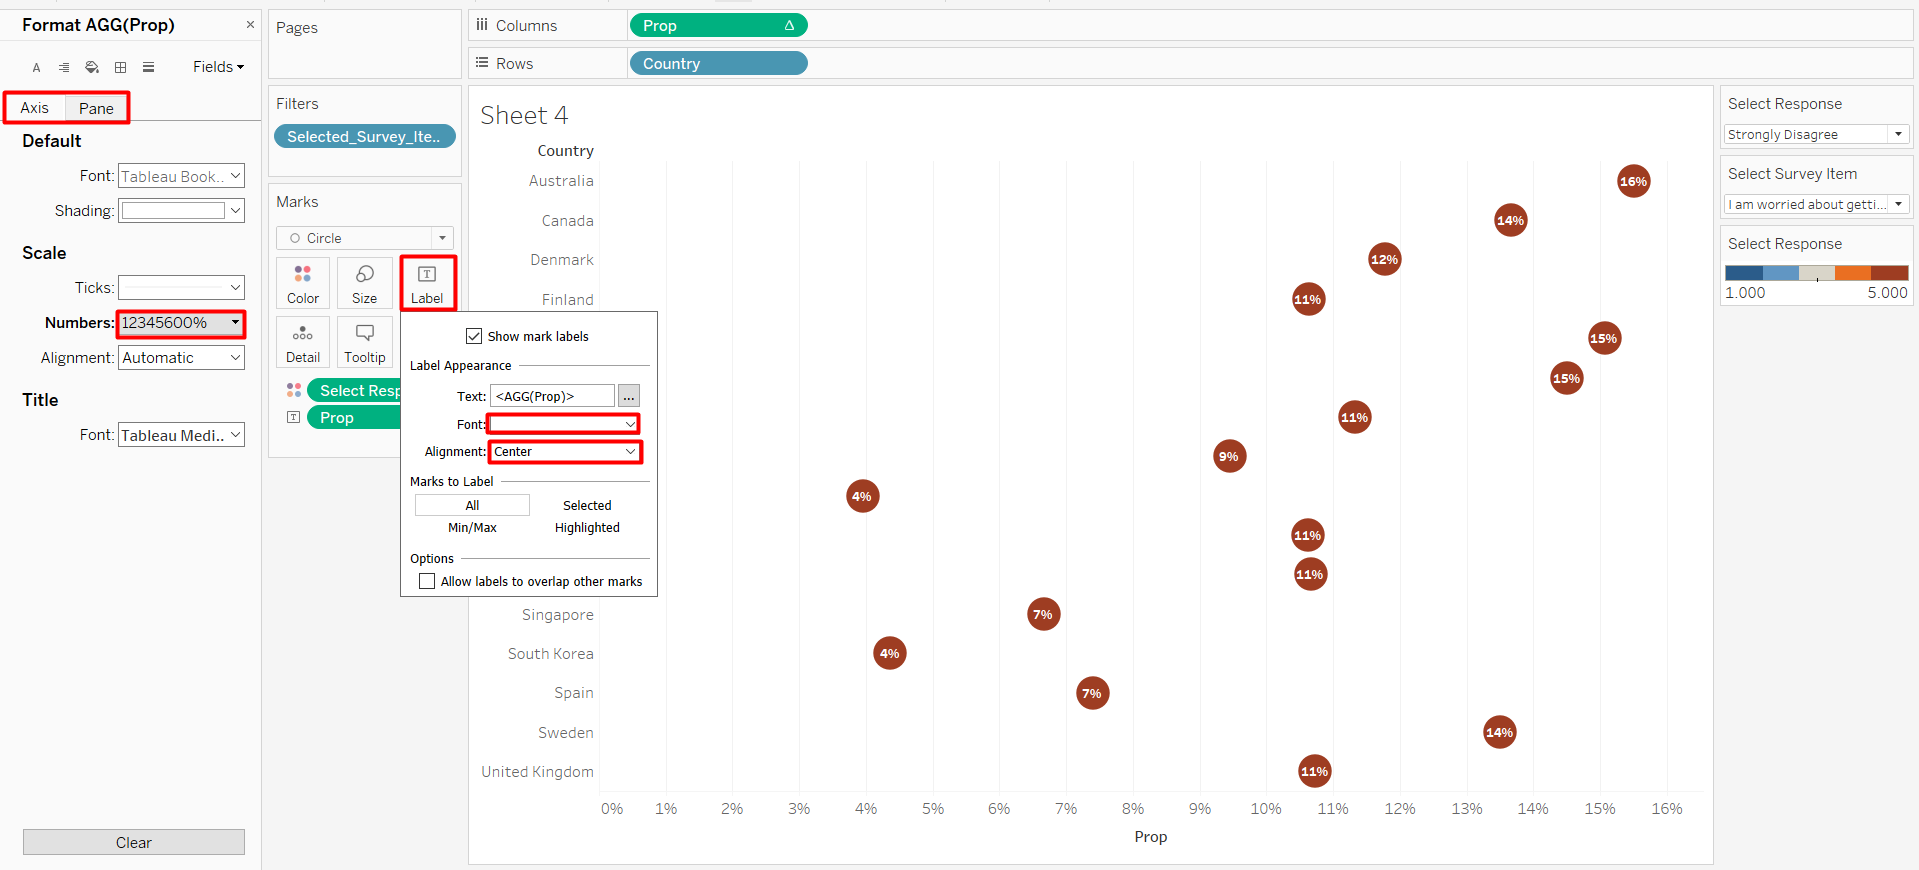 Format AGG(Prop) ×
A Fields
Axis Pane
Default
Font: Tableau Book..
Shading:
Scale
Ticks:
Numbers: 12345600%
Alignment: Automatic
Title
Font: Tableau Medi..
Clear
Pages
Filters
Selected_Survey_Ite..
Marks
Circle
Color Size T Label
Detail Tooltip
Select Resp
T Prop
Show mark labels
Label Appearance
Text: <AGG(Prop)> ...
Font:
Alignment: Center
Marks to Label
All Selected
Min/Max Highlighted
Options
Allow labels to overlap other marks
Columns Prop Δ
Rows Country
Sheet 4
Country
Australia 16%
Canada 14%
Denmark 12%
Finland 11%
15%
15%
11%
9%
4%
11%
11%
Singapore 7%
South Korea 4%
Spain 7%
Sweden 14%
United Kingdom 11%
0% 1% 2% 3% 4% 5% 6% 7% 8% 9% 10% 11% 12% 13% 14% 15% 16%
Prop
Select Response
Strongly Disagree
Select Survey Item
I am worried about getti...
Select Response
1.000 5.000